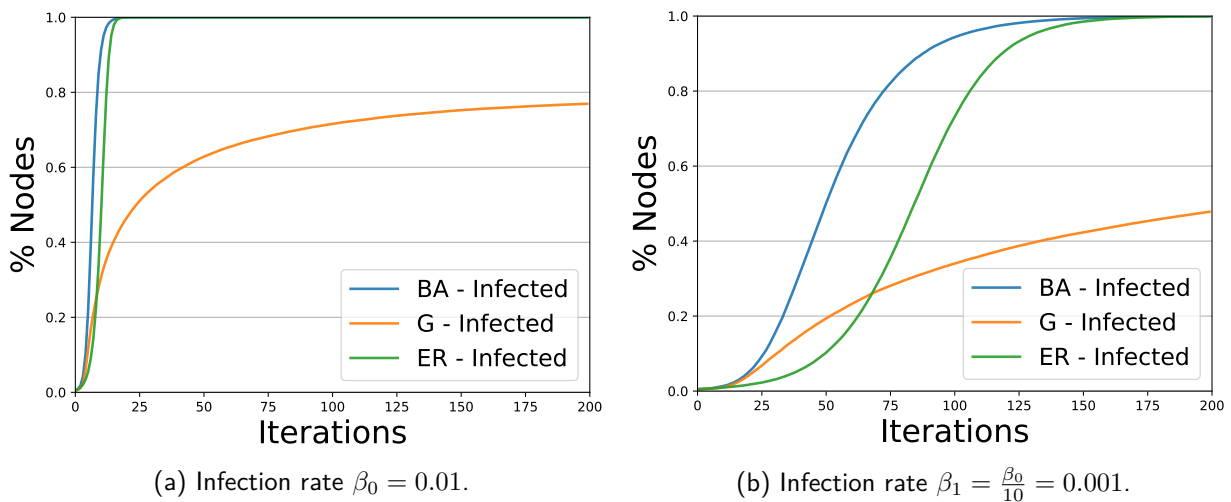 1.0
0.8
0.6
0.4
0.2
0.0
% Nodes
BA - Infected
G - Infected
ER - Infected
0 25 50 75 100 125 150 175 200
Iterations
(a) Infection rate β₀ = 0.01.
1.0
0.8
0.6
0.4
0.2
0.0
% Nodes
BA - Infected
G - Infected
ER - Infected
0 25 50 75 100 125 150 175 200
Iterations
(b) Infection rate β₁ = β₀/10 = 0.001.